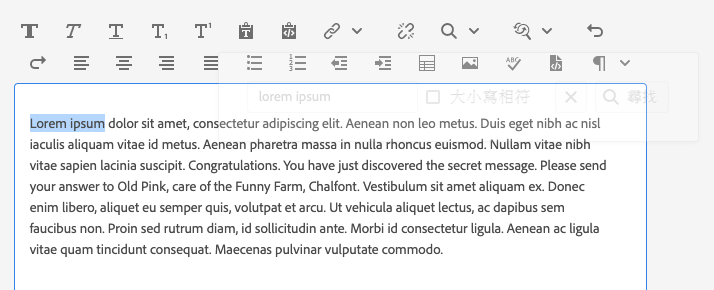 lorem ipsum 大小寫相符 尋找
Lorem ipsum dolor sit amet, consectetur adipiscing elit. Aenean non leo metus. Duis eget nibh ac nisl
iaculis aliquam vitae id metus. Aenean pharetra massa in nulla rhoncus euismod. Nullam vitae nibh
vitae sapien lacinia suscipit. Congratulations. You have just discovered the secret message. Please send
your answer to Old Pink, care of the Funny Farm, Chalfont. Vestibulum sit amet aliquam ex. Donec
enim libero, aliquet eu semper quis, volutpat et arcu. Ut vehicula aliquet lectus, ac dapibus sem
faucibus non. Proin sed rutrum diam, id sollicitudin ante. Morbi id consectetur ligula. Aenean ac ligula
vitae quam tincidunt consequat. Maecenas pulvinar vulputate commodo.